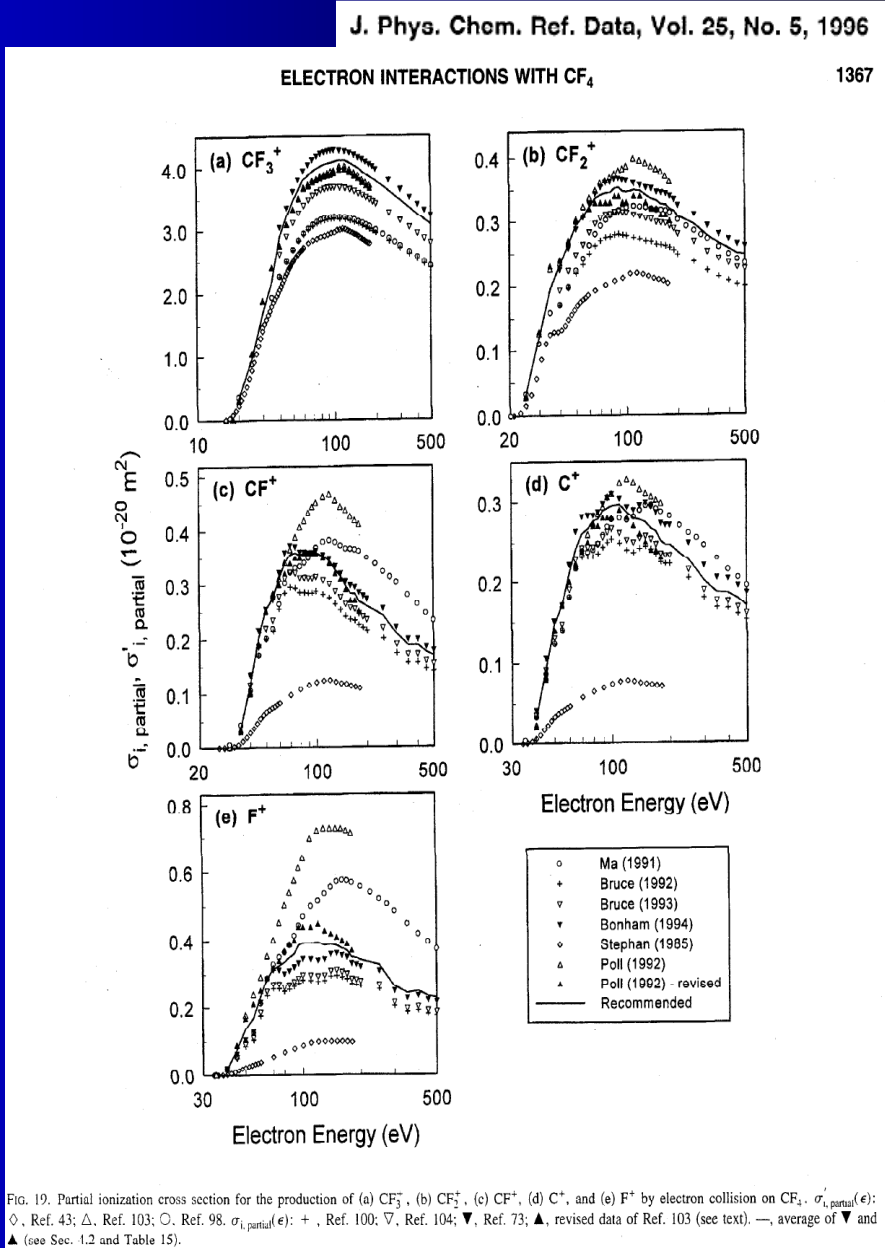 J. Phys. Chem. Ref. Data, Vol. 25, No. 5, 1996
ELECTRON INTERACTIONS WITH CF₄ 1367
(a) CF₃⁺
4.0
3.0
2.0
1.0
0.0
10 100 500
(b) CF₂⁺
0.4
0.3
0.2
0.1
0.0
20 100 500
σi, partial, σ'i, partial (10⁻²⁰ m²)
(c) CF⁺
0.5
0.4
0.3
0.2
0.1
0.0
20 100 500
(d) C⁺
0.3
0.2
0.1
0.0
30 100 500
Electron Energy (eV)
(e) F⁺
0.8
0.6
0.4
0.2
0.0
30 100 500
Electron Energy (eV)
○ Ma (1991)
+ Bruce (1992)
▽ Bruce (1993)
▼ Bonham (1994)
◇ Stephan (1985)
△ Poll (1992)
▲ Poll (1992) - revised
— Recommended
FIG. 19. Partial ionization cross section for the production of (a) CF₃⁺, (b) CF₂⁺, (c) CF⁺, (d) C⁺, and (e) F⁺ by electron collision on CF₄. σ'i, partial(ϵ):
◇, Ref. 43; △, Ref. 103; ○, Ref. 98. σi, partial(ϵ): +, Ref. 100; ▽, Ref. 104; ▼, Ref. 73; ▲, revised data of Ref. 103 (see text). —, average of ▼ and
▲ (see Sec. 4.2 and Table 15).